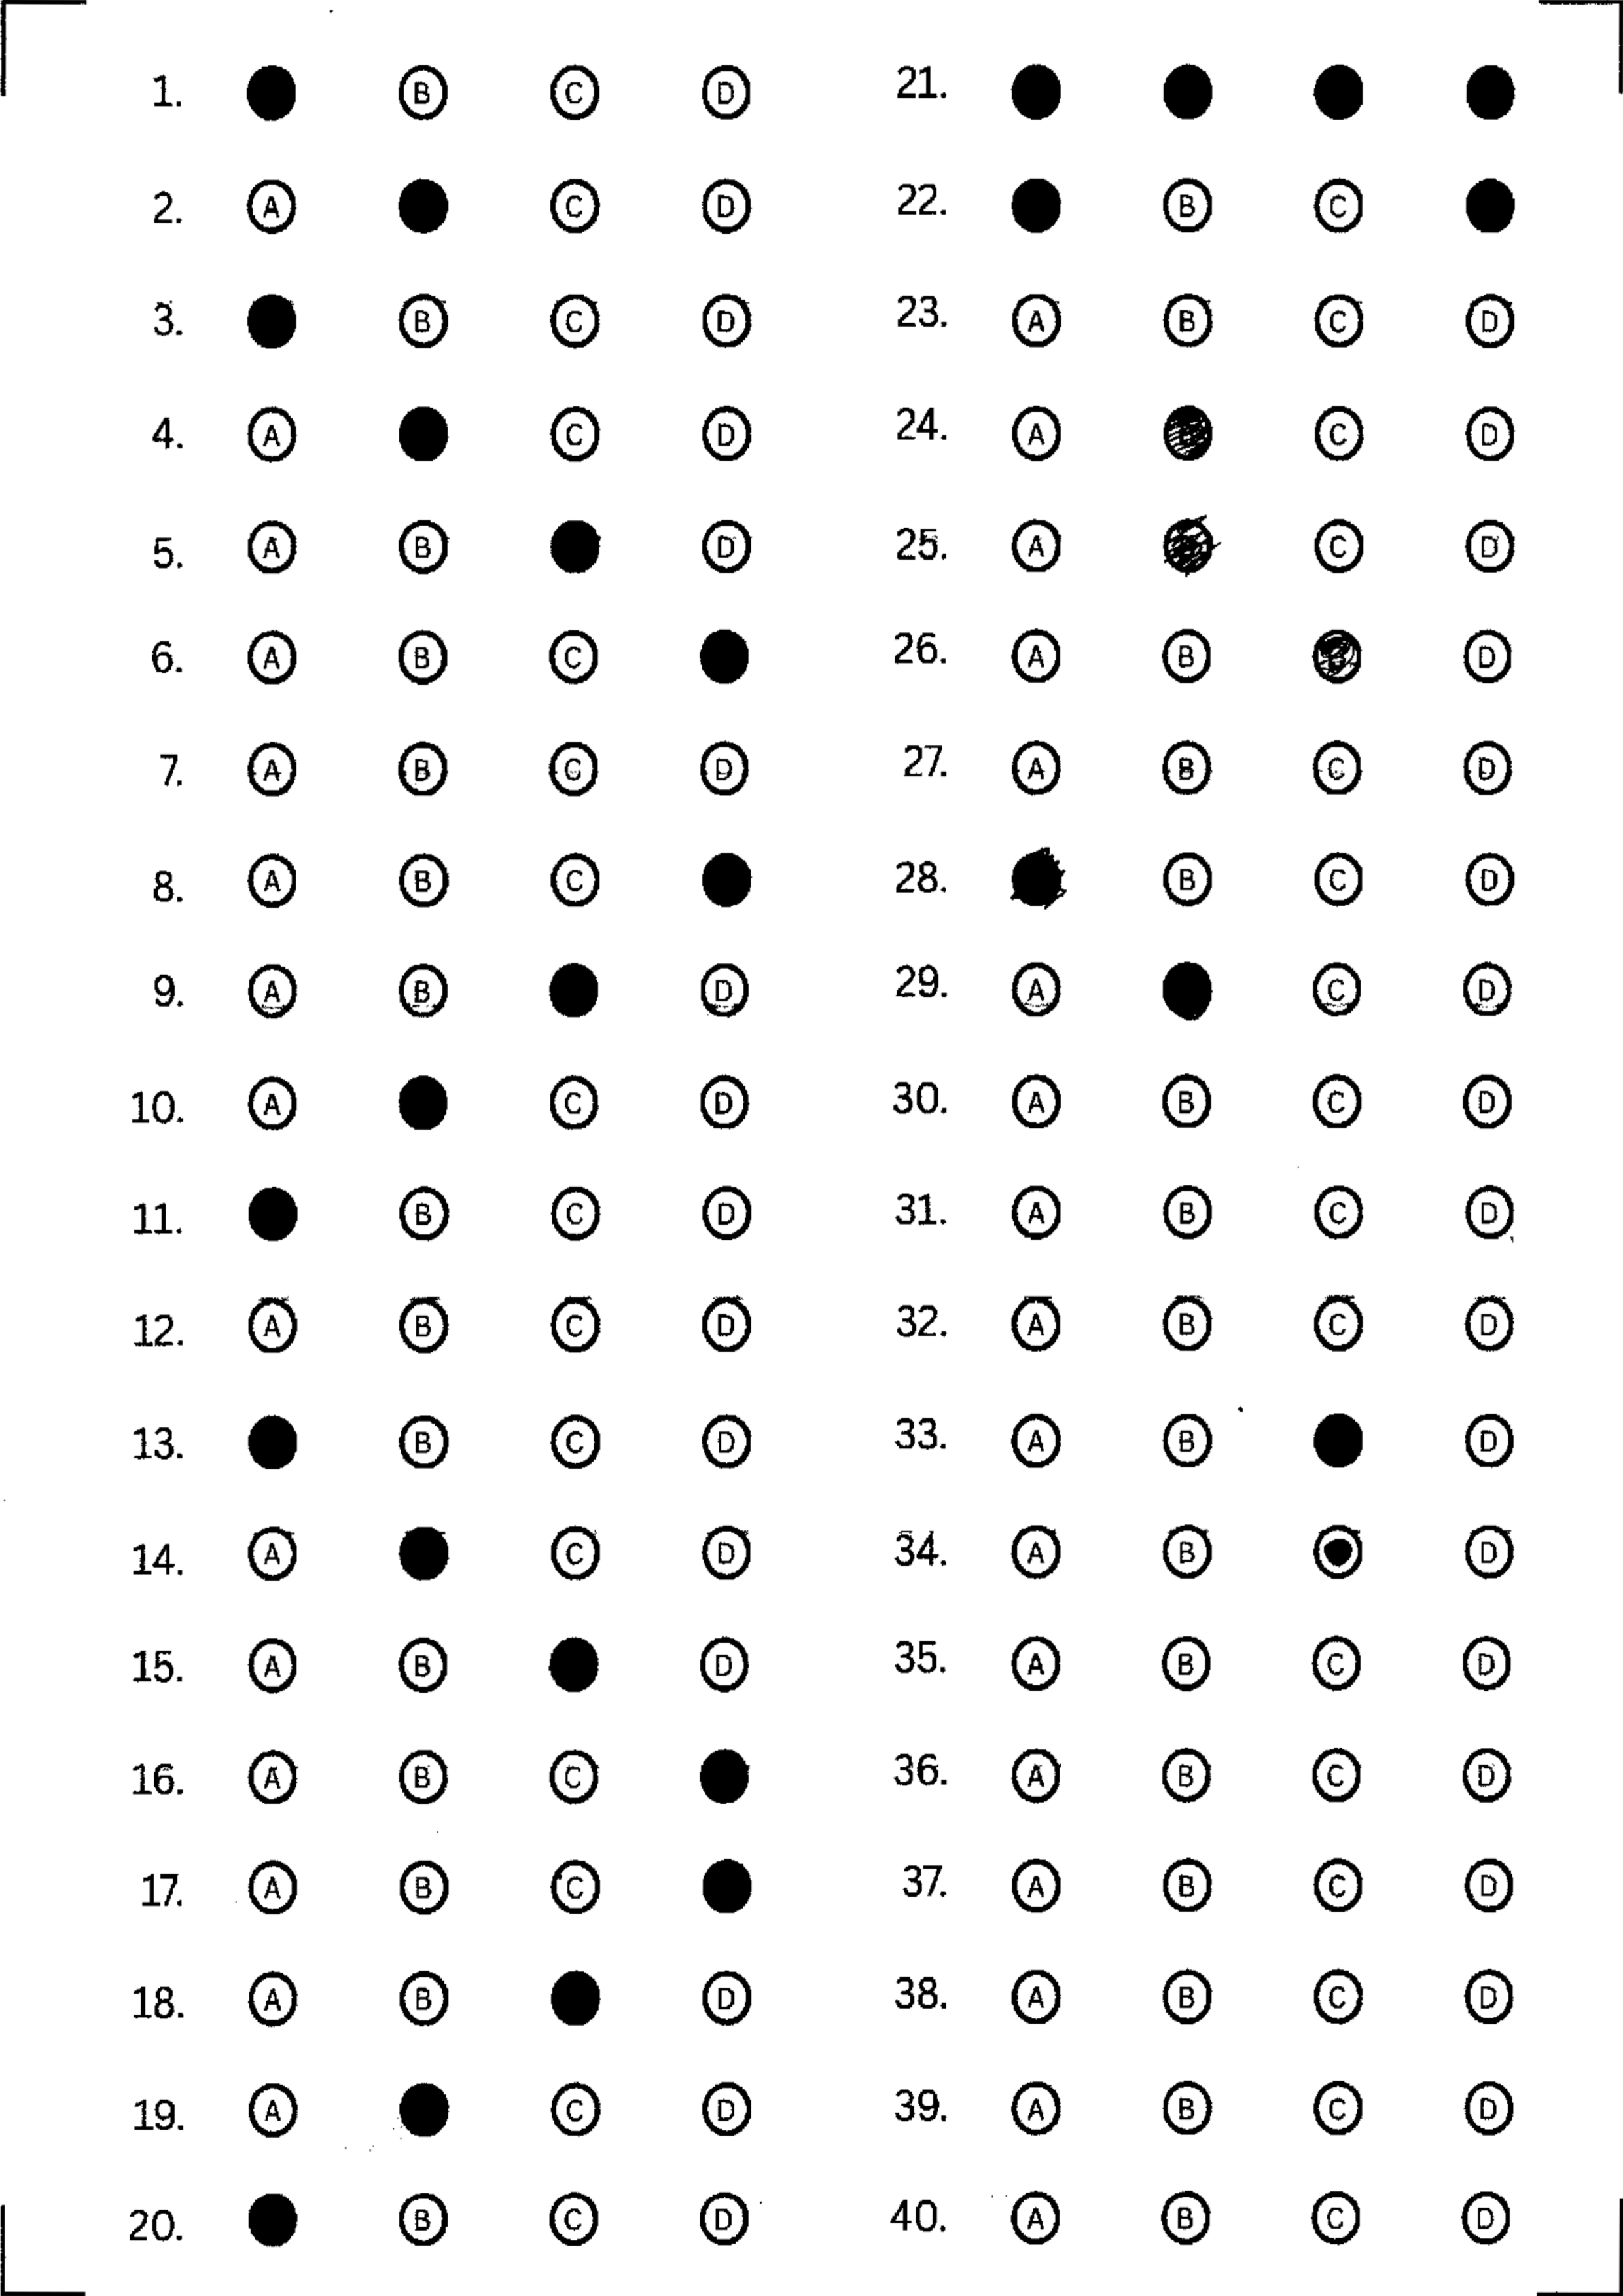 1. B C D
2. A C D
3. B C D
4. A C D
5. A B D
6. A B C
7. A B C D
8. A B C
9. A B D
10. A C D
11. B C D
12. A B C D
13. B C D
14. A C D
15. A B D
16. A B C
17. A B C
18. A B D
19. A C D
20. B C D
21.
22. B C
23. A B C D
24. A C D
25. A C D
26. A B D
27. A B C D
28. B C D
29. A C D
30. A B C D
31. A B C D
32. A B C D
33. A B D
34. A B D
35. A B C D
36. A B C D
37. A B C D
38. A B C D
39. A B C D
40. A B C D